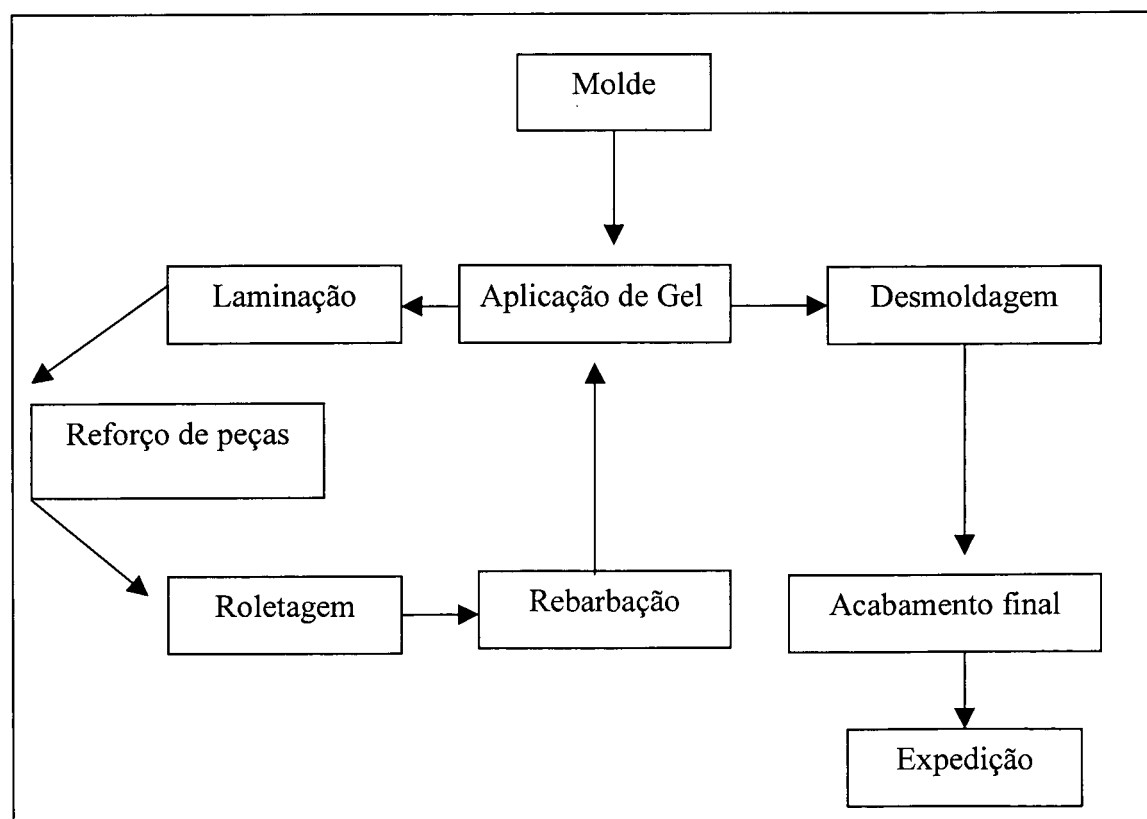 Molde
Laminação
Aplicação de Gel
Desmoldagem
Reforço de peças
Roletagem
Rebarbação
Acabamento final
Expedição